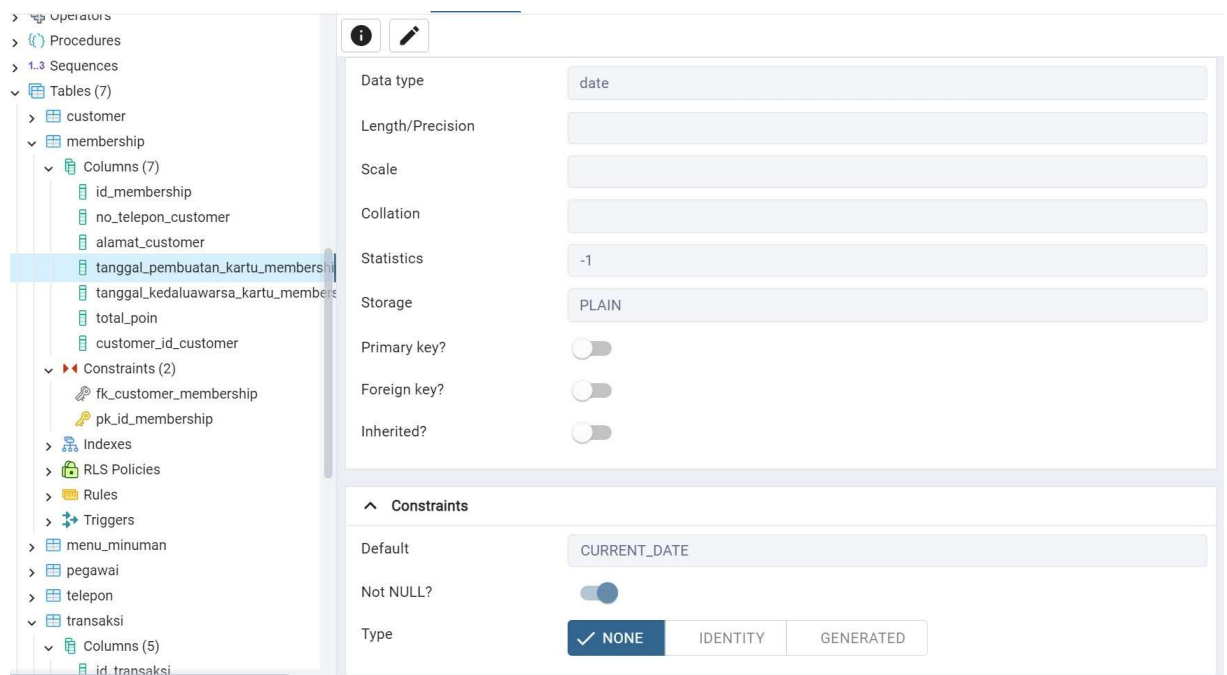 Operators
Procedures
1..3 Sequences
Tables (7)
customer
membership
Columns (7)
id_membership
no_telepon_customer
alamat_customer
tanggal_pembuatan_kartu_membershi
tanggal_kedaluawarsa_kartu_members
total_poin
customer_id_customer
Constraints (2)
fk_customer_membership
pk_id_membership
Indexes
RLS Policies
Rules
Triggers
menu_minuman
pegawai
telepon
transaksi
Columns (5)
id_transaksi
Data type
date
Length/Precision
Scale
Collation
Statistics
-1
Storage
PLAIN
Primary key?
Foreign key?
Inherited?
Constraints
Default
CURRENT_DATE
Not NULL?
Type
NONE IDENTITY GENERATED